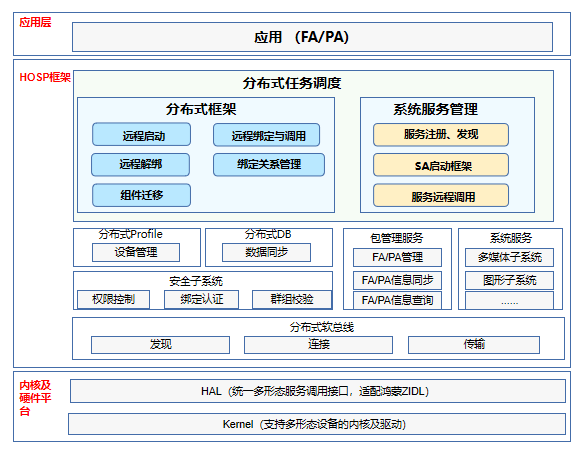 应用层
应用 （FA/PA）
HOSP框架
分布式任务调度
分布式框架
系统服务管理
远程启动
远程绑定与调用
服务注册、发现
远程解绑
绑定关系管理
SA启动框架
组件迁移
服务远程调用
分布式Profile
分布式DB
包管理服务
系统服务
设备管理
数据同步
FA/PA管理
多媒体子系统
安全子系统
FA/PA信息同步
图形子系统
权限控制
绑定认证
群组校验
FA/PA信息查询
......
分布式软总线
发现
连接
传输
内核及
硬件平
台
HAL（统一多形态服务调用接口，适配鸿蒙ZIDL）
Kernel（支持多形态设备的内核及驱动）